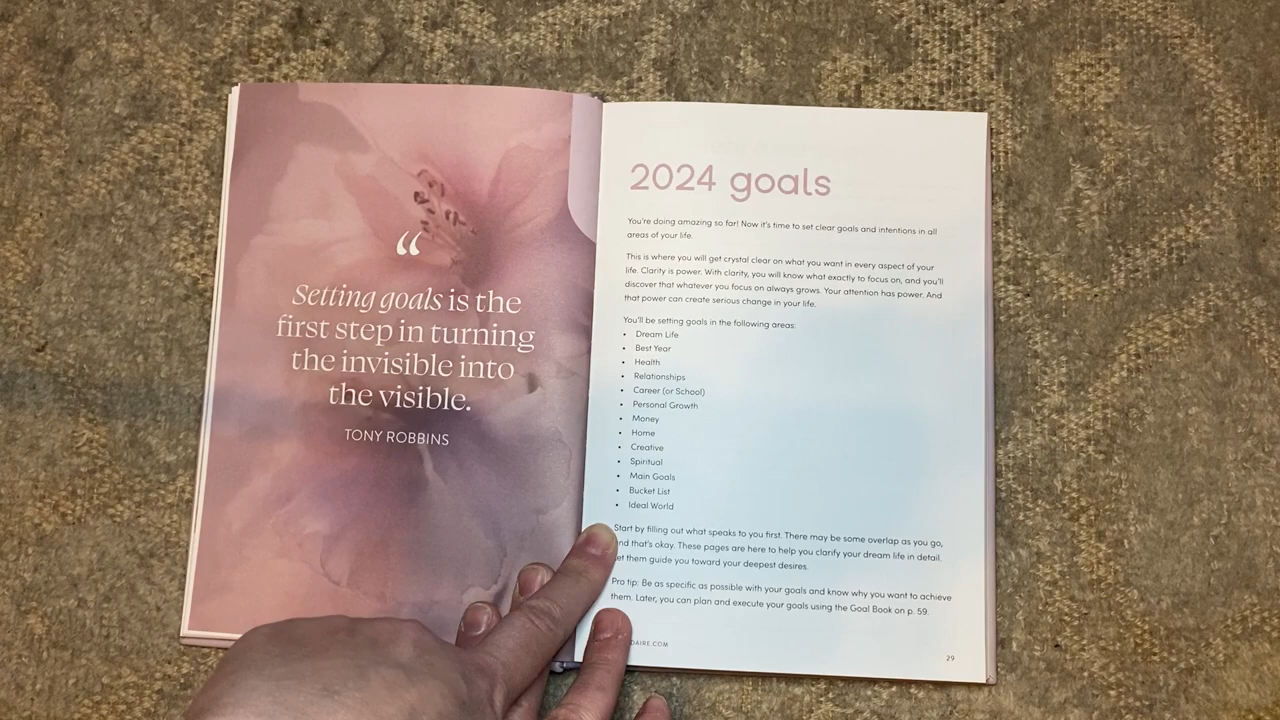 “
Setting goals is the
first step in turning
the invisible into
the visible.
TONY ROBBINS
2024 goals
You're doing amazing so far! Now it's time to set clear goals and intentions in all
areas of your life.
This is where you will get crystal clear on what you want in every aspect of your
life. Clarity is power. With clarity, you will know what exactly to focus on, and you'll
discover that whatever you focus on always grows. Your attention has power. And
that power can create serious change in your life.
You'll be setting goals in the following areas:
• Dream Life
• Best Year
• Health
• Relationships
• Career (or School)
• Personal Growth
• Money
• Home
• Creative
• Spiritual
• Main Goals
• Bucket List
• Ideal World
Start by filling out what speaks to you first. There may be some overlap as you go,
and that's okay. These pages are here to help you clarify your dream life in detail.
Let them guide you toward your deepest desires.
Pro tip: Be as specific as possible with your goals and know why you want to achieve
them. Later, you can plan and execute your goals using the Goal Book on p. 59.
29